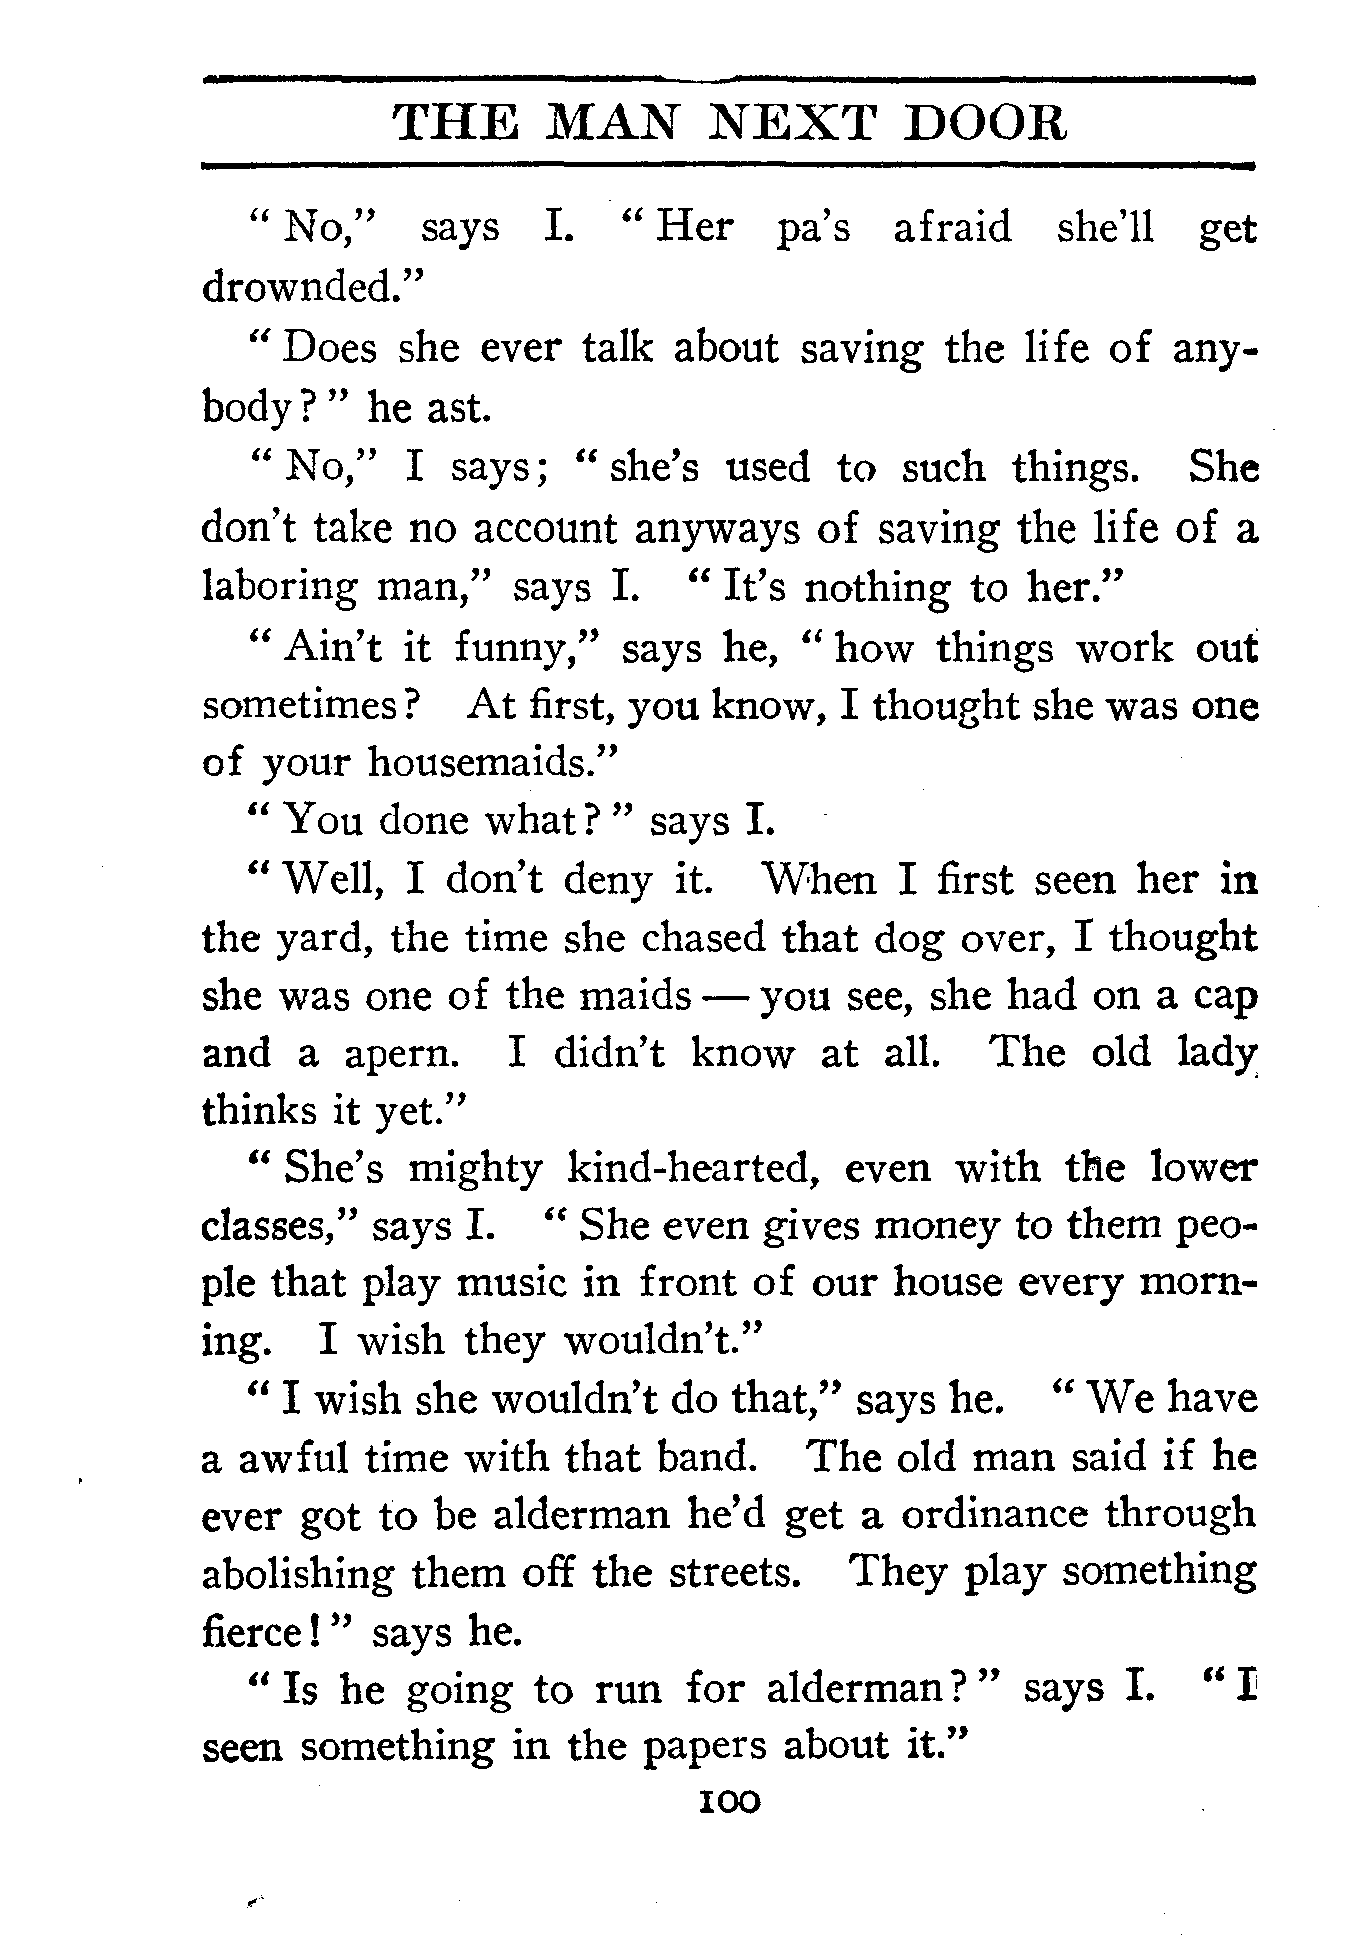 THE MAN NEXT DOOR
“ No,” says I. “ Her pa’s afraid she’ll get
drownded.”
“ Does she ever talk about saving the life of any-
body? ” he ast.
“ No,” I says; “ she’s used to such things. She
don’t take no account anyways of saving the life of a
laboring man,” says I. “ It’s nothing to her.”
“ Ain’t it funny,” says he, “ how things work out
sometimes? At first, you know, I thought she was one
of your housemaids.”
“ You done what? ” says I.
“ Well, I don’t deny it. When I first seen her in
the yard, the time she chased that dog over, I thought
she was one of the maids — you see, she had on a cap
and a apern. I didn’t know at all. The old lady
thinks it yet.”
“ She’s mighty kind-hearted, even with the lower
classes,” says I. “ She even gives money to them peo-
ple that play music in front of our house every morn-
ing. I wish they wouldn’t.”
“ I wish she wouldn’t do that,” says he. “ We have
a awful time with that band. The old man said if he
ever got to be alderman he’d get a ordinance through
abolishing them off the streets. They play something
fierce! ” says he.
“ Is he going to run for alderman? ” says I. “ I
seen something in the papers about it.”
100